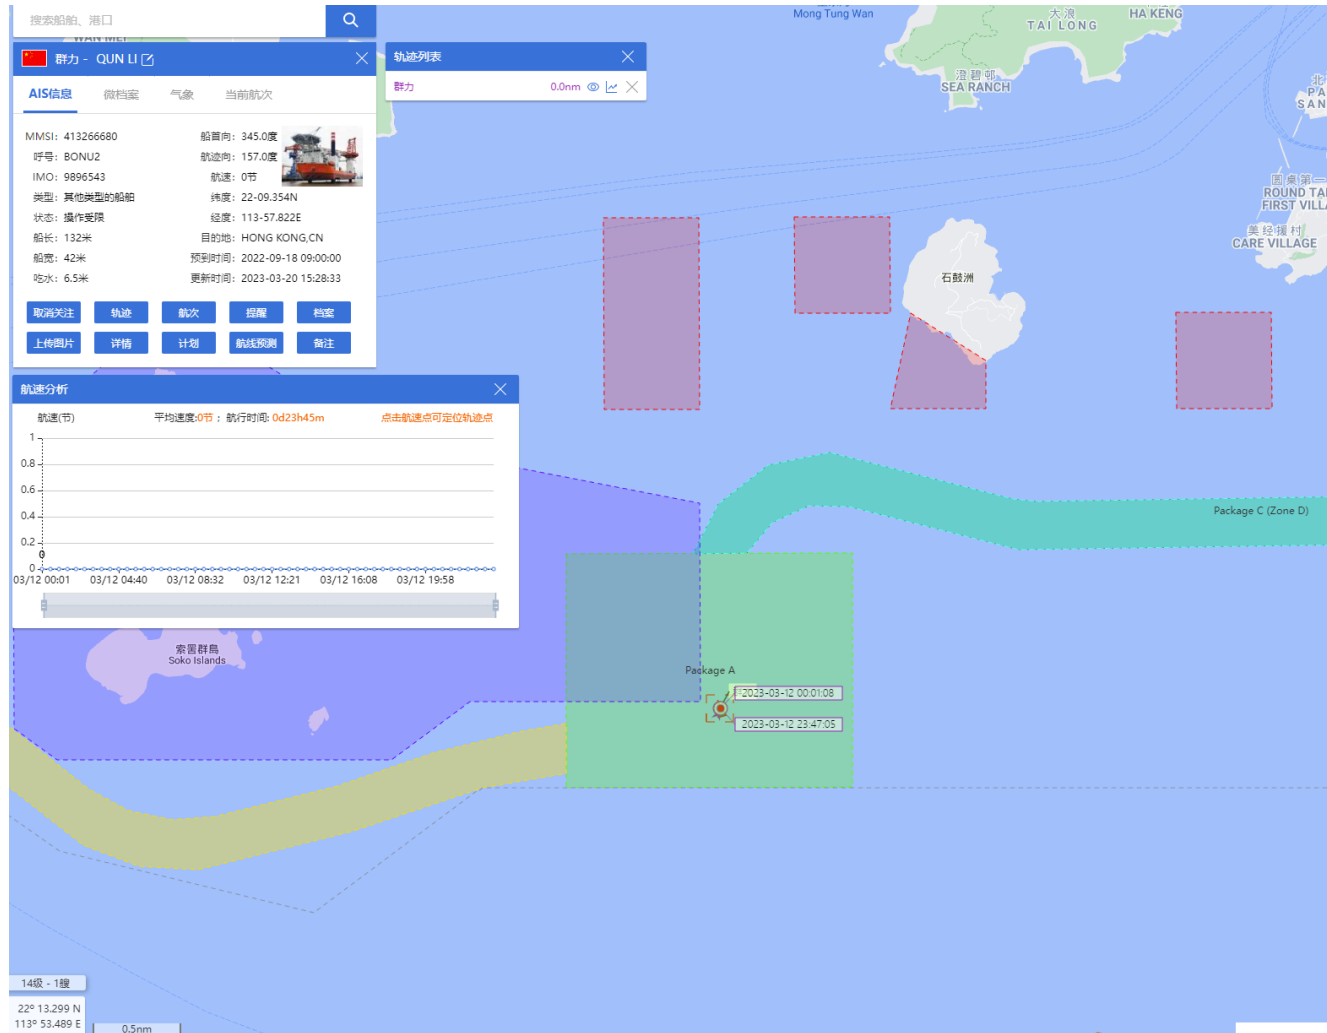 搜索船舶、港口
Mong Tung Wan
大浪
TAI LONG
HA KENG
群力 - QUN LI
轨迹列表
群力
0.0nm
澄碧邨
SEA RANCH
AIS信息
微档案
气象
当前航次
MMSI: 413266680
船首向: 345.0度
呼号: BONU2
航迹向: 157.0度
IMO: 9896543
航速: 0节
类型: 其他类型的船舶
纬度: 22-09.354N
状态: 操作受限
经度: 113-57.822E
船长: 132米
目的地: HONG KONG,CN
船宽: 42米
预到时间: 2022-09-18 09:00:00
吃水: 6.5米
更新时间: 2023-03-20 15:28:33
取消关注
轨迹
航次
提醒
档案
上传图片
详情
计划
航线预测
备注
圆桌第一
ROUND TA
FIRST VILL
美经援村
CARE VILLAGE
石鼓洲
航速分析
航速(节)
平均速度:0节 ; 航行时间: 0d23h45m
点击航速点可定位轨迹点
1
0.8
0.6
0.4
0.2
0
0
03/12 00:01
03/12 04:40
03/12 08:32
03/12 12:21
03/12 16:08
03/12 19:58
Package C (Zone D)
索罟群島
Soko Islands
Package A
2023-03-12 00:01:08
2023-03-12 23:47:05
14级 - 1艘
22º 13.299 N
113º 53.489 E
0.5nm